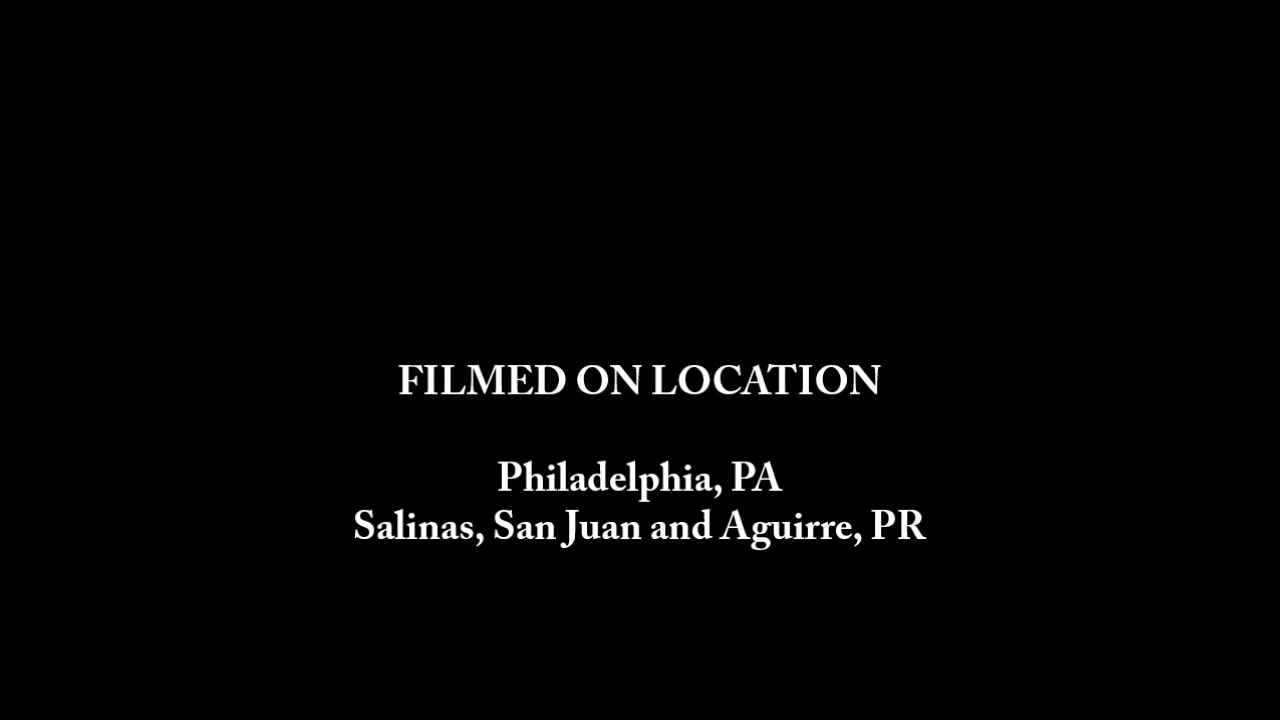 FILMED ON LOCATION
Philadelphia, PA
Salinas, San Juan and Aguirre, PR